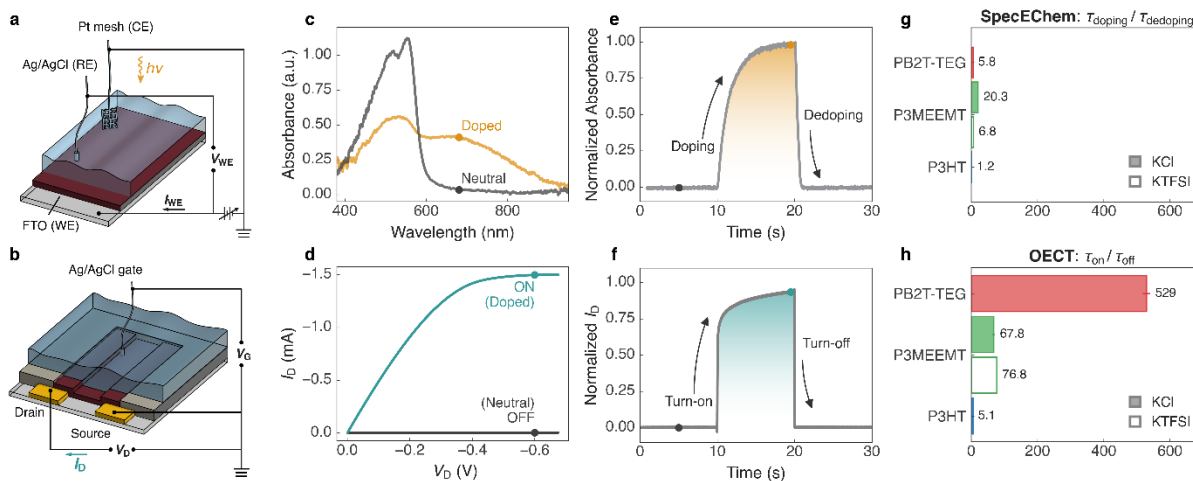 a
Pt mesh (CE)
Ag/AgCl (RE)
hv
V_WE
I_WE
FTO (WE)
b
Ag/AgCl gate
V_G
Drain
Source
V_D
I_D
c
Absorbance (a.u.)
1.00
0.75
0.50
0.25
0.00
Doped
Neutral
400
600
800
Wavelength (nm)
d
I_D (mA)
−1.5
−1.0
−0.5
0.0
ON
(Doped)
(Neutral)
OFF
0.0
−0.2
−0.4
−0.6
V_D (V)
e
Normalized Absorbance
1.00
0.75
0.50
0.25
0.00
Doping
Dedoping
0
10
20
30
Time (s)
f
Normalized I_D
1.00
0.75
0.50
0.25
0.00
Turn-on
Turn-off
0
10
20
30
Time (s)
g
SpecEChem: τ_doping / τ_dedoping
PB2T-TEG
5.8
20.3
P3MEEMT
6.8
P3HT
1.2
KCl
KTFSI
0
200
400
600
h
OECT: τ_on / τ_off
PB2T-TEG
529
67.8
P3MEEMT
76.8
P3HT
5.1
KCl
KTFSI
0
200
400
600